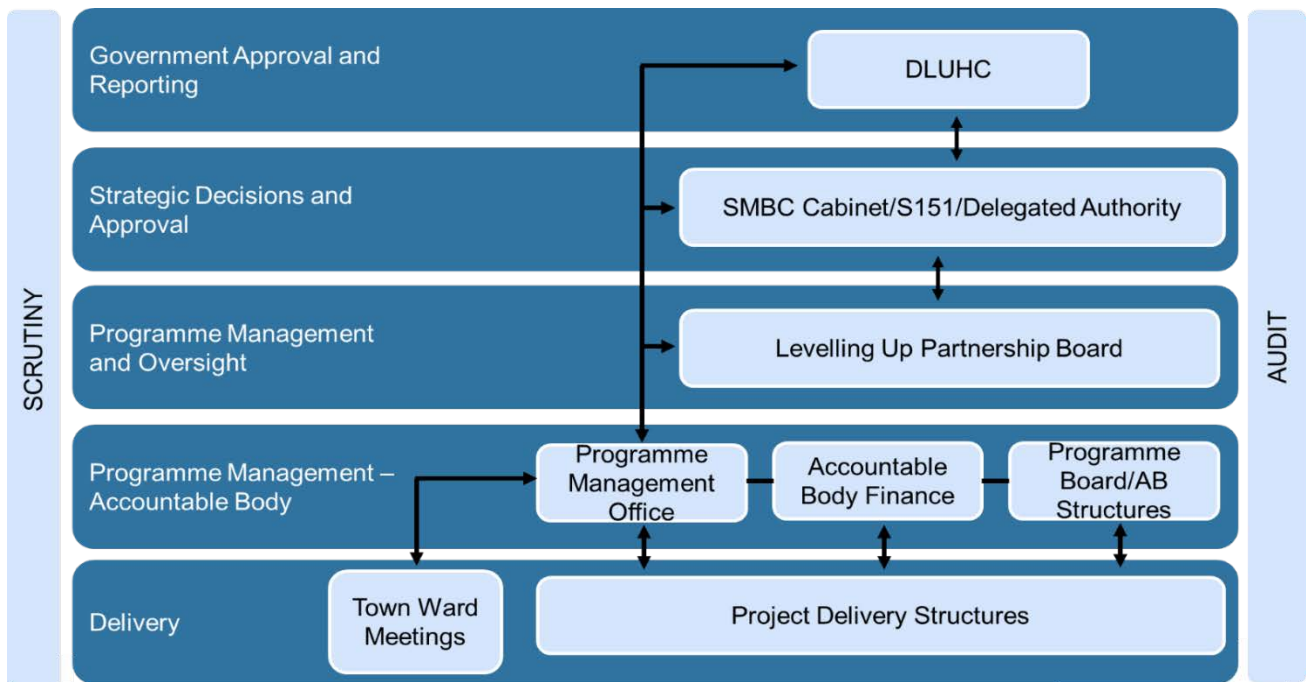 SCRUTINY
Government Approval and
Reporting
DLUHC
Strategic Decisions and
Approval
SMBC Cabinet/S151/Delegated Authority
Programme Management
and Oversight
Levelling Up Partnership Board
Programme Management –
Accountable Body
Programme
Management
Office
Accountable
Body Finance
Programme
Board/AB
Structures
Delivery
Town Ward
Meetings
Project Delivery Structures
AUDIT